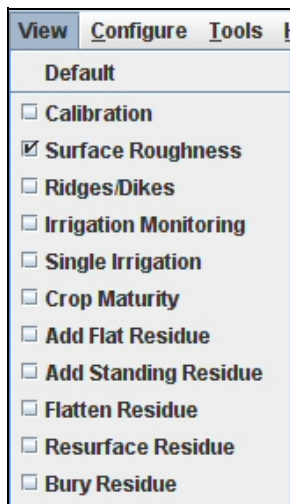 View Configure Tools
Default
Calibration
Surface Roughness
Ridges/Dikes
Irrigation Monitoring
Single Irrigation
Crop Maturity
Add Flat Residue
Add Standing Residue
Flatten Residue
Resurface Residue
Bury Residue